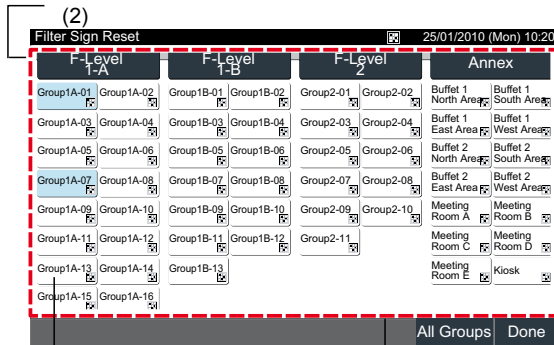 (2)
Filter Sign Reset 25/01/2010 (Mon) 10:20
F-Level
1-A
F-Level
1-B
F-Level
2
Annex
Group1A-01 Group1A-02 Group1B-01 Group1B-02 Group2-01 Group2-02 Buffet 1 North Area Buffet 1 South Area
Group1A-03 Group1A-04 Group1B-03 Group1B-04 Group2-03 Group2-04 Buffet 1 East Area Buffet 1 West Area
Group1A-05 Group1A-06 Group1B-05 Group1B-06 Group2-05 Group2-06 Buffet 2 North Area Buffet 2 South Area
Group1A-07 Group1A-08 Group1B-07 Group1B-08 Group2-07 Group2-08 Buffet 2 East Area Buffet 2 West Area
Group1A-09 Group1A-10 Group1B-09 Group1B-10 Group2-09 Group2-10 Meeting Room A Meeting Room B
Group1A-11 Group1A-12 Group1B-11 Group1B-12 Group2-11 Meeting Room C Meeting Room D
Group1A-13 Group1A-14 Group1B-13 Meeting Room E Kiosk
Group1A-15 Group1A-16
All Groups Done